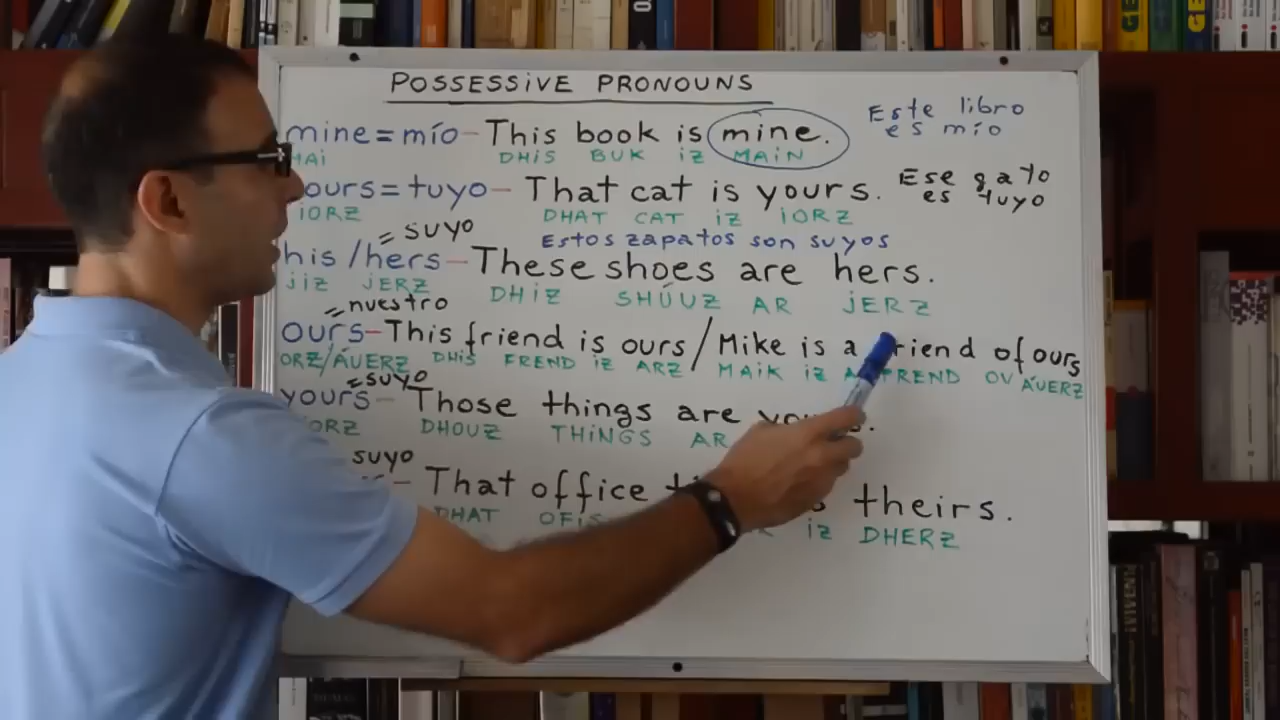 POSSESSIVE PRONOUNS
mine = mío – This book is mine.
MAI DHiS BUK iZ MAiN
Este libro
es mío
ours = tuyo – That cat is yours.
iORZ DHAT CAT iZ iORZ
Ese gato
es tuyo
= suyo Estos zapatos son suyos
his / hers – These shoes are hers.
jiZ jERZ DHiZ SHÚUZ AR jERZ
= nuestro
ours – This friend is ours / Mike is a friend of ours
ORZ/ÁUERZ DHiS FREND iZ ARZ MAiK iZ A FREND OV ÁUERZ
= suyo
yours – Those things are
ORZ DHOUZ THiNGS AR
suyo
– That office theirs.
DHAT OFiS iZ DHERZ